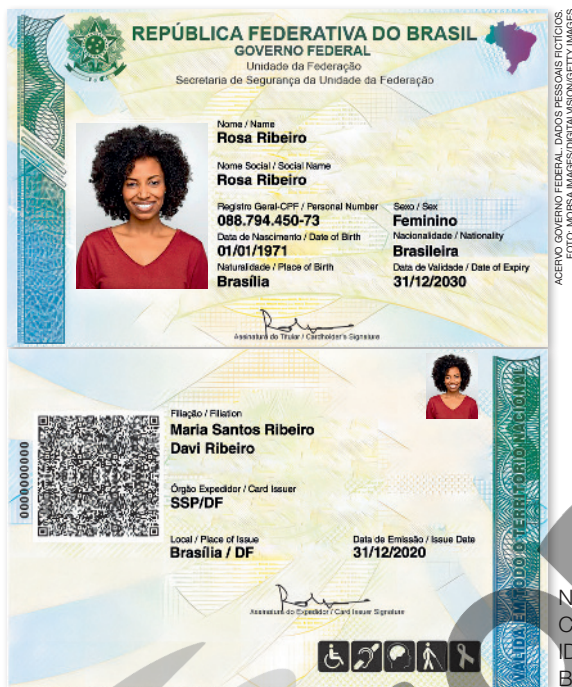 REPÚBLICA FEDERATIVA DO BRASIL
GOVERNO FEDERAL
Unidade da Federação
Secretaria de Segurança da Unidade da Federação
Nome / Name
Rosa Ribeiro
Nome Social / Social Name
Rosa Ribeiro
Registro Geral-CPF / Personal Number
088.794.450-73
Sexo / Sex
Feminino
Data de Nascimento / Date of Birth
01/01/1971
Nacionalidade / Nationality
Brasileira
Naturalidade / Place of Birth
Brasília
Data de Validade / Date of Expiry
31/12/2030
Assinatura do Titular / Cardholder's Signature
ACERVO GOVERNO FEDERAL. DADOS PESSOAIS FICTÍCIOS.
FOTO: MORSA IMAGES/DIGITALVISION/GETTY IMAGES
0000000000
Filiação / Filiation
Maria Santos Ribeiro
Davi Ribeiro
Órgão Expedidor / Card Issuer
SSP/DF
Local / Place of Issue
Brasília / DF
Data de Emissão / Issue Date
31/12/2020
Assinatura do Expedidor / Card Issuer Signature
VÁLIDA EM TODO O TERRITÓRIO NACIONAL
N
C
ID
B